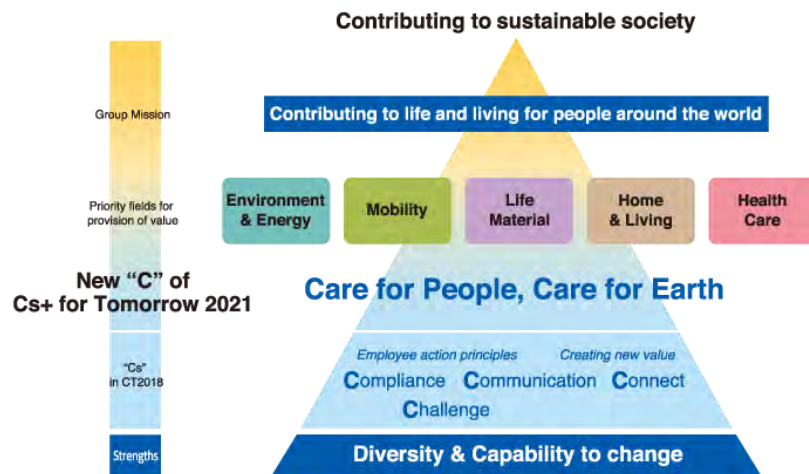 Contributing to sustainable society
Group Mission
Contributing to life and living for people around the world
Priority fields for
provision of value
Environment
& Energy
Mobility
Life
Material
Home
& Living
Health
Care
New “C” of
Cs+ for Tomorrow 2021
Care for People, Care for Earth
“Cs”
in CT2018
Employee action principles
Creating new value
Compliance Communication Connect
Challenge
Strengths
Diversity & Capability to change